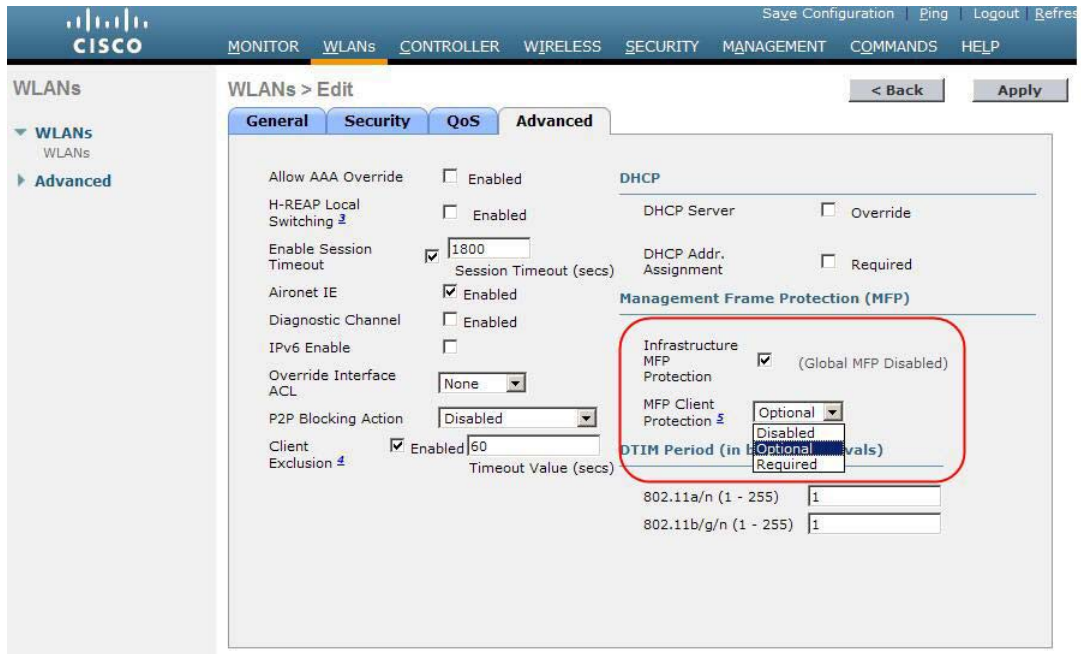 Save Configuration | Ping | Logout | Refres
CISCO
MONITOR WLANs CONTROLLER WIRELESS SECURITY MANAGEMENT COMMANDS HELP
WLANs
WLANs
WLANs
Advanced
WLANs > Edit
< Back
Apply
General
Security
QoS
Advanced
Allow AAA Override Enabled
H-REAP Local
Switching 3 Enabled
Enable Session
Timeout 1800
Session Timeout (secs)
Aironet IE Enabled
Diagnostic Channel Enabled
IPv6 Enable
Override Interface
ACL None
P2P Blocking Action Disabled
Client
Exclusion 4 Enabled 60
Timeout Value (secs)
DHCP
DHCP Server Override
DHCP Addr.
Assignment Required
Management Frame Protection (MFP)
Infrastructure
MFP
Protection (Global MFP Disabled)
MFP Client
Protection 5 Optional
Disabled
Optional
Required
DTIM Period (in b vals)
802.11a/n (1 - 255) 1
802.11b/g/n (1 - 255) 1